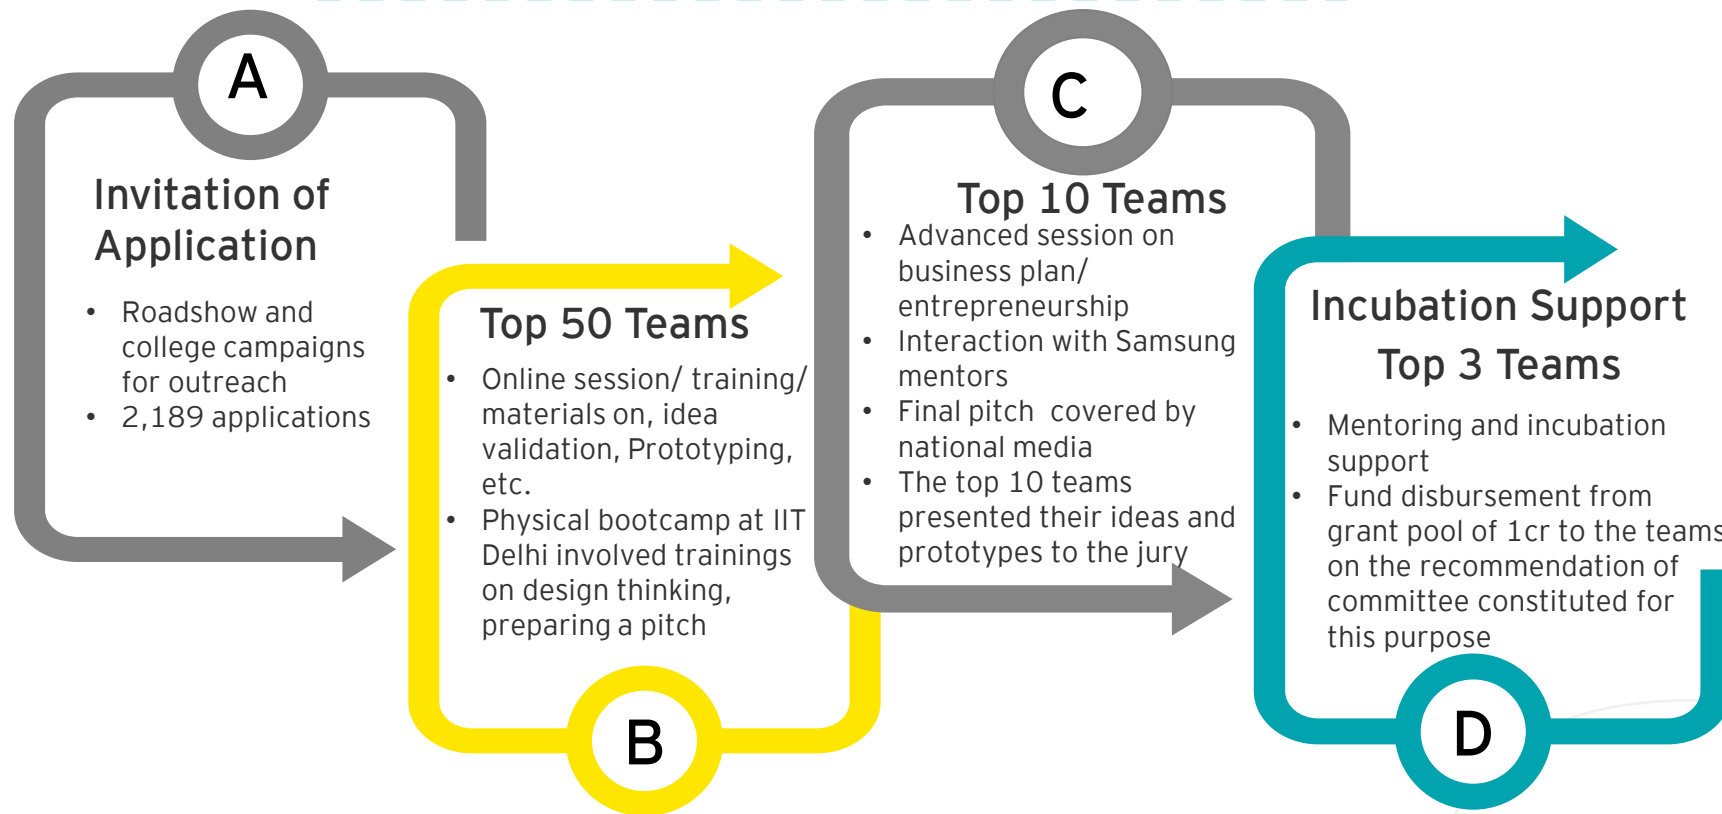 A
Invitation of
Application
• Roadshow and
college campaigns
for outreach
• 2,189 applications
Top 50 Teams
• Online session/ training/
materials on, idea
validation, Prototyping,
etc.
• Physical bootcamp at IIT
Delhi involved trainings
on design thinking,
preparing a pitch
B
C
Top 10 Teams
• Advanced session on
business plan/
entrepreneurship
• Interaction with Samsung
mentors
• Final pitch covered by
national media
• The top 10 teams
presented their ideas and
prototypes to the jury
Incubation Support
Top 3 Teams
• Mentoring and incubation
support
• Fund disbursement from
grant pool of 1cr to the teams
on the recommendation of
committee constituted for
this purpose
D